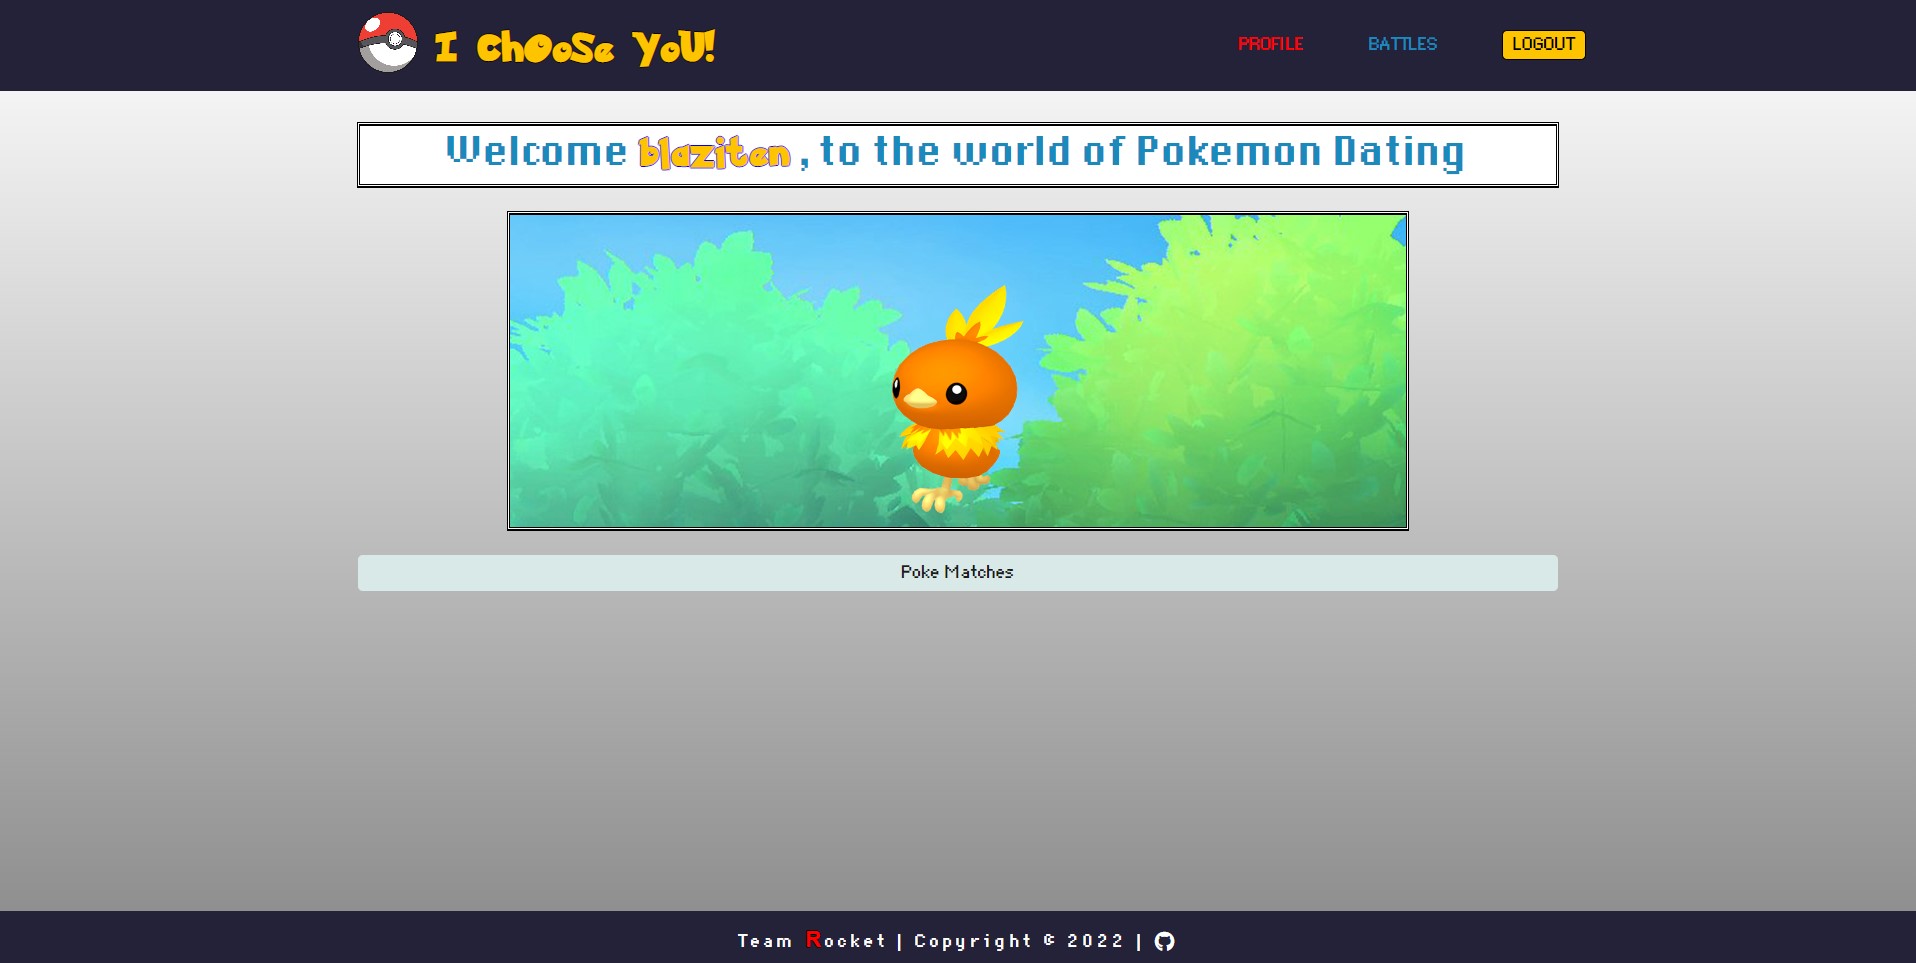 I ChOoSe YoU!
PROFILE
BATTLES
LOGOUT
Welcome blaziten , to the world of Pokemon Dating
Poke Matches
Team Rocket | Copyright © 2022 |